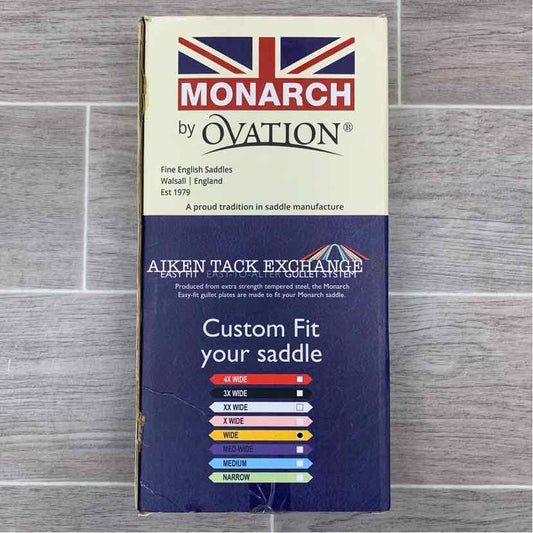 MONARCH
by OVATION®
Fine English Saddles
Walsall | England
Est 1979
A proud tradition in saddle manufacture
AIKEN TACK EXCHANGE
EASY FIT EASY-TO-ALTER GULLET SYSTEM
Produced from extra strength tempered steel, the Monarch
Easy-fit gullet plates are made to fit your Monarch saddle.
Custom Fit
your saddle
4X WIDE
3X WIDE
XX WIDE
X WIDE
WIDE
MED-WIDE
MEDIUM
NARROW